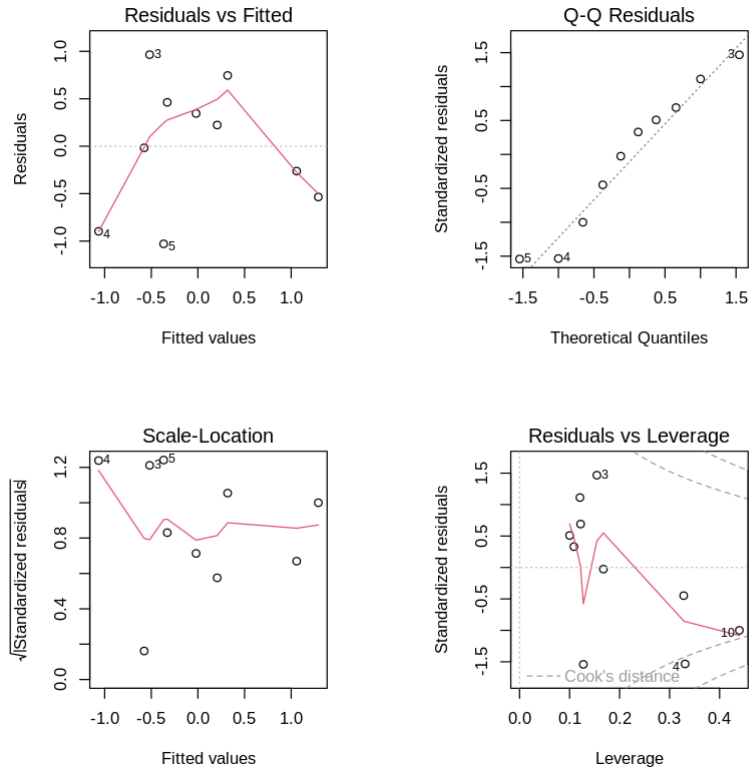 Residuals vs Fitted
Residuals
-1.0 -0.5 0.0 0.5 1.0
3
4
5
-1.0 -0.5 0.0 0.5 1.0
Fitted values
Q-Q Residuals
Standardized residuals
-1.5 -0.5 0.5 1.5
3
5
4
-1.5 -0.5 0.5 1.5
Theoretical Quantiles
Scale-Location
√|Standardized residuals|
0.0 0.4 0.8 1.2
4
3
5
-1.0 -0.5 0.0 0.5 1.0
Fitted values
Residuals vs Leverage
Standardized residuals
-1.5 -0.5 0.5 1.5
3
10
4
Cook's distance
0.0 0.1 0.2 0.3 0.4
Leverage